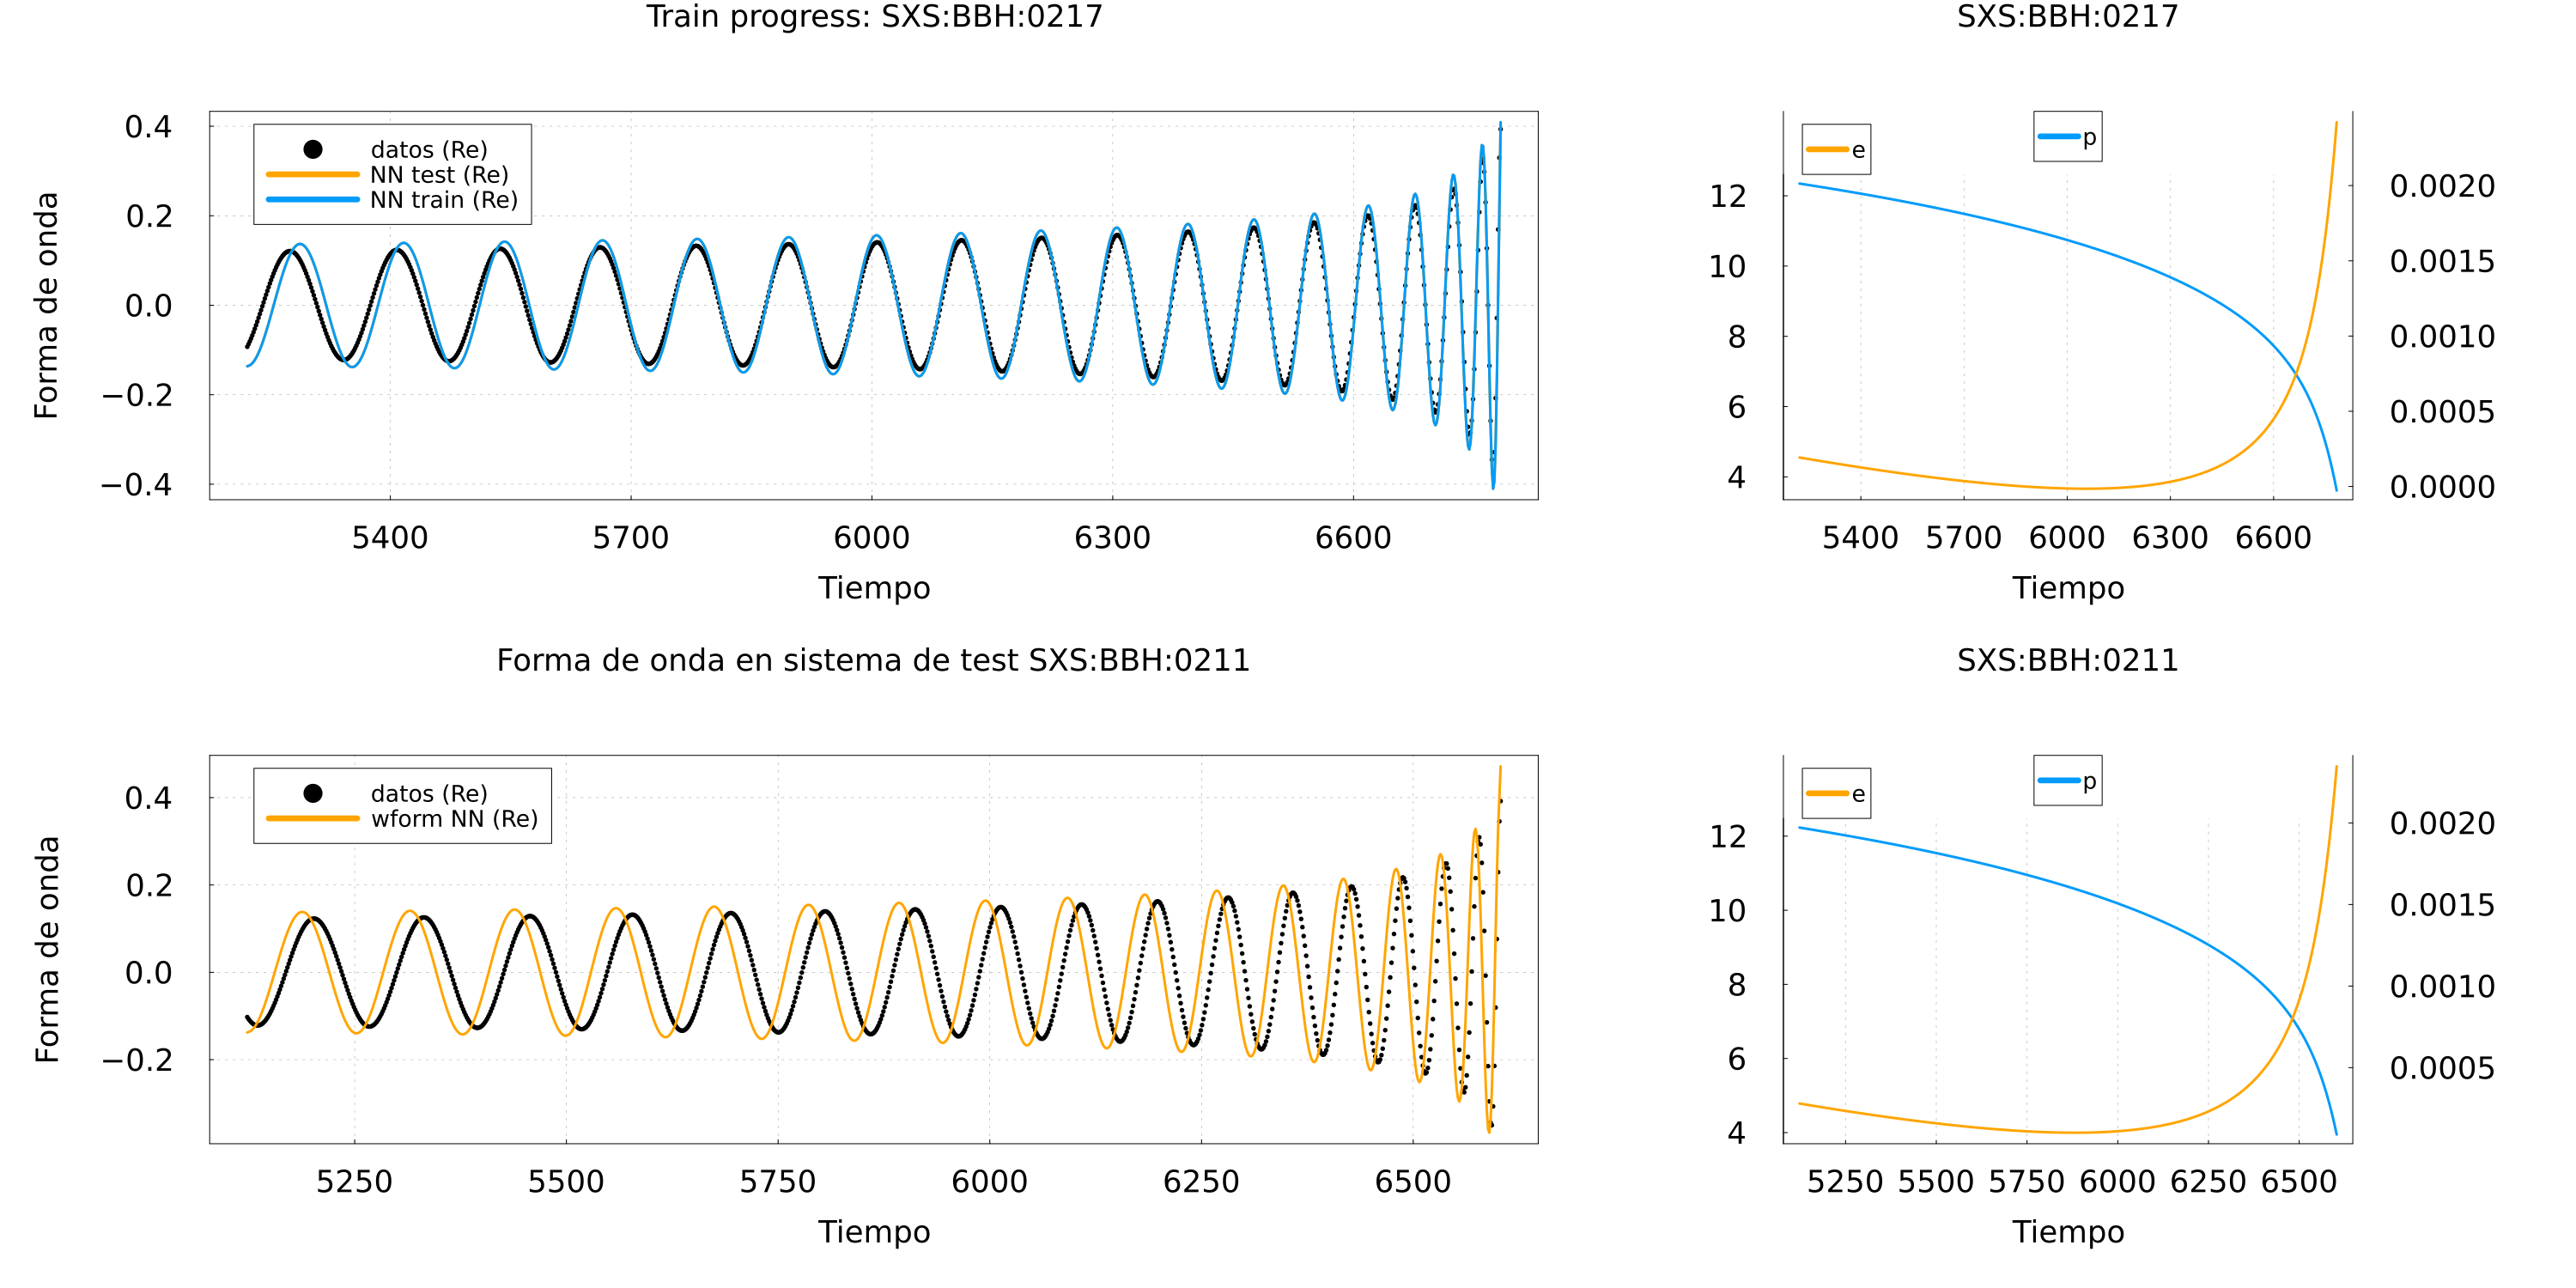 Train progress: SXS:BBH:0217
Forma de onda
0.4
0.2
0.0
−0.2
−0.4
datos (Re)
NN test (Re)
NN train (Re)
5400 5700 6000 6300 6600
Tiempo
SXS:BBH:0217
e
p
12
10
8
6
4
0.0020
0.0015
0.0010
0.0005
0.0000
5400 5700 6000 6300 6600
Tiempo
Forma de onda en sistema de test SXS:BBH:0211
Forma de onda
0.4
0.2
0.0
−0.2
datos (Re)
wform NN (Re)
5250 5500 5750 6000 6250 6500
Tiempo
SXS:BBH:0211
e
p
12
10
8
6
4
0.0020
0.0015
0.0010
0.0005
5250 5500 5750 6000 6250 6500
Tiempo